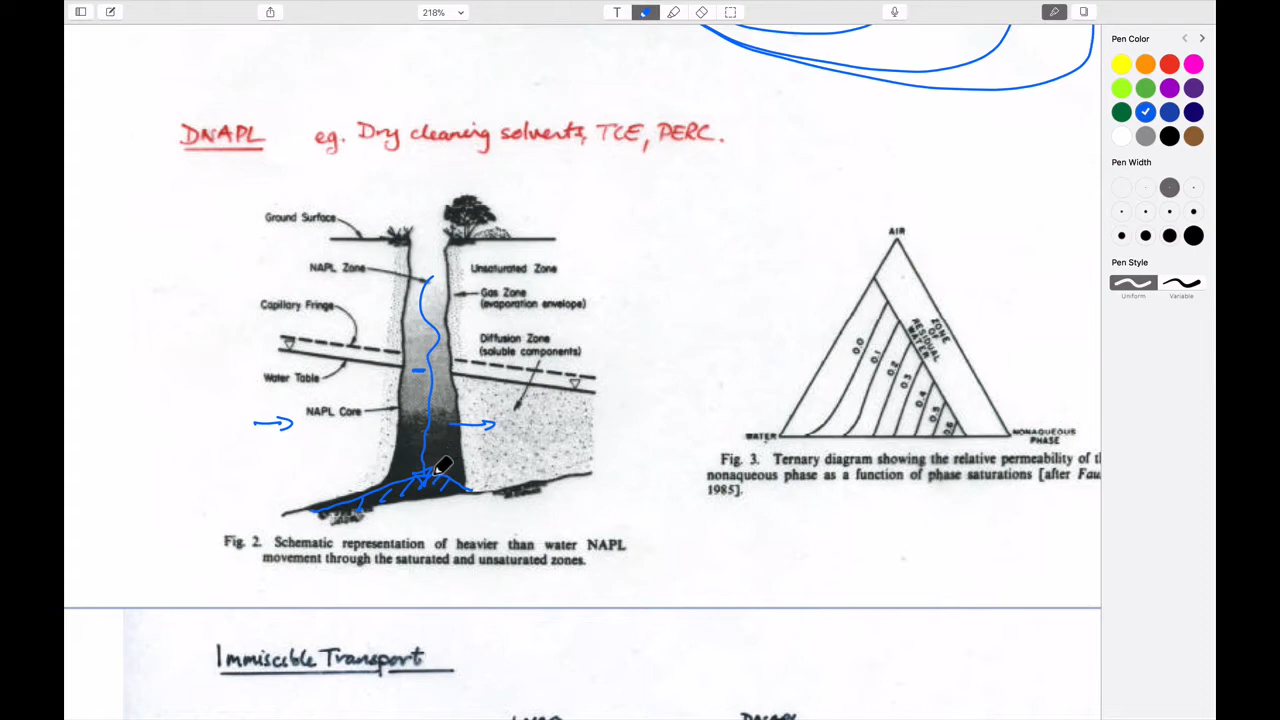 218%
T
Pen Color
Pen Width
Pen Style
Uniform
Variable
DNAPL eg. Dry cleaning solvents, TCE, PERC.
Ground Surface
NAPL Zone
Unsaturated Zone
Gas Zone
(evaporation envelope)
Capillary Fringe
Diffusion Zone
(soluble components)
Water Table
NAPL Core
Fig. 2. Schematic representation of heavier than water NAPL
movement through the saturated and unsaturated zones.
AIR
ZONE
OF
RESIDUAL
WATER
0.0
0.1
0.2
0.3
0.4
0.5
0.6
WATER
NONAQUEOUS
PHASE
Fig. 3. Ternary diagram showing the relative permeability of t
nonaqueous phase as a function of phase saturations [after Fau
1985].
Immiscible Transport